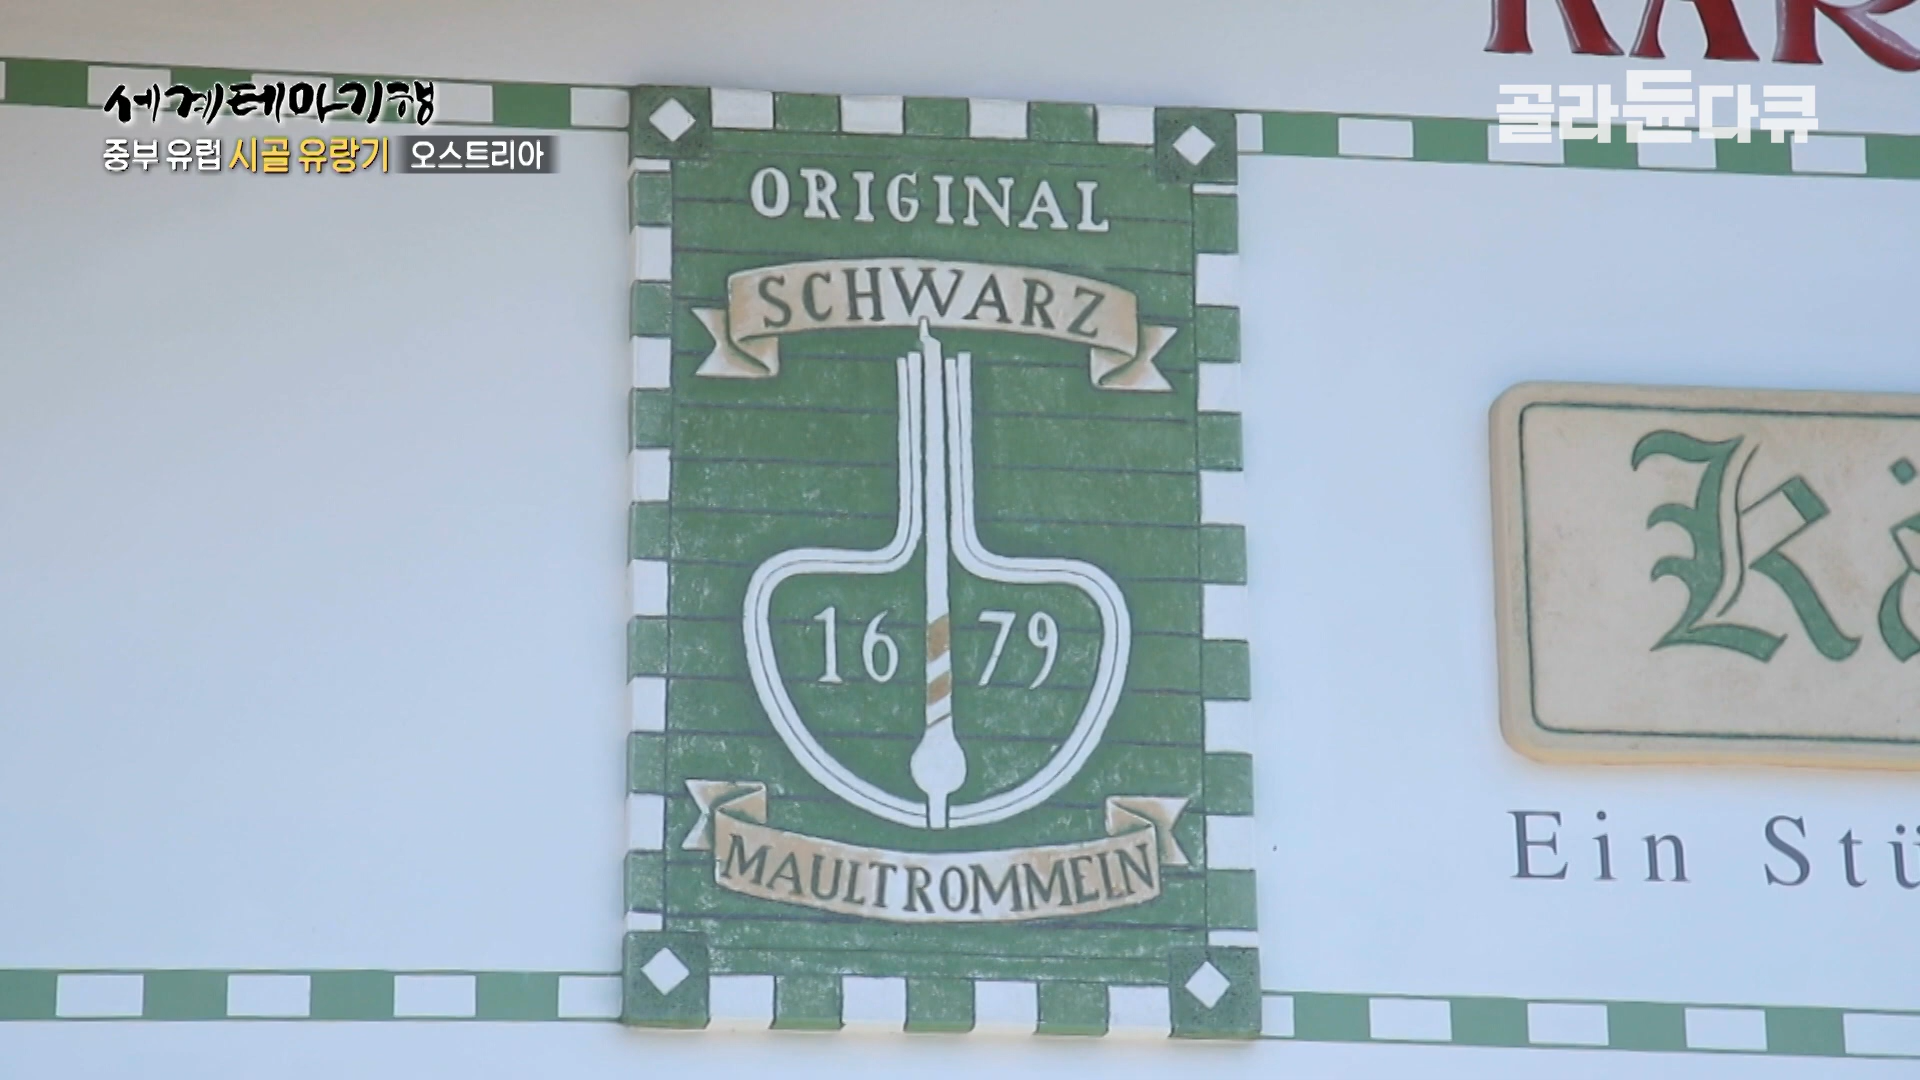 세계테마기행
중부 유럽 시골 유랑기 오스트리아
골라듄다큐
ORIGINAL
SCHWARZ
16 79
MAULTROMMELN
Ein